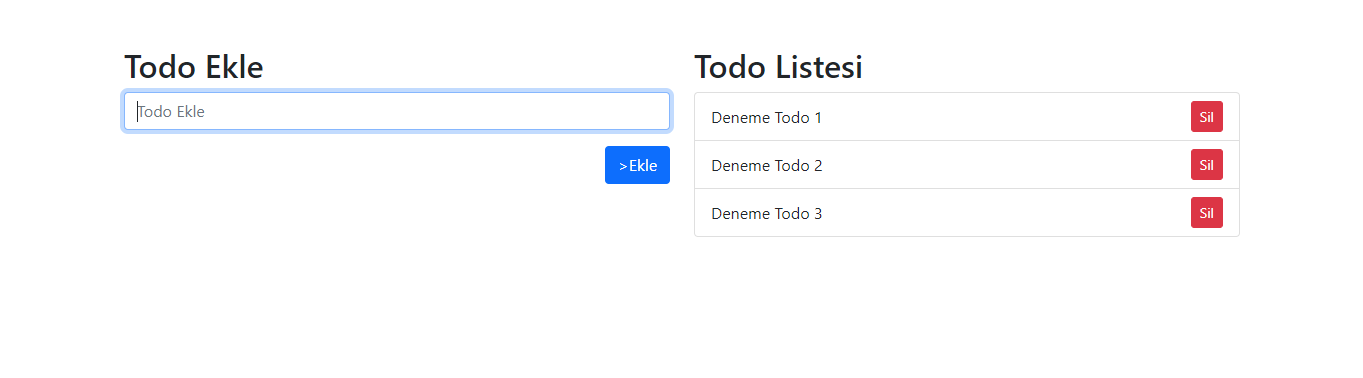 Todo Ekle
Todo Ekle
>Ekle
Todo Listesi
Deneme Todo 1 Sil
Deneme Todo 2 Sil
Deneme Todo 3 Sil